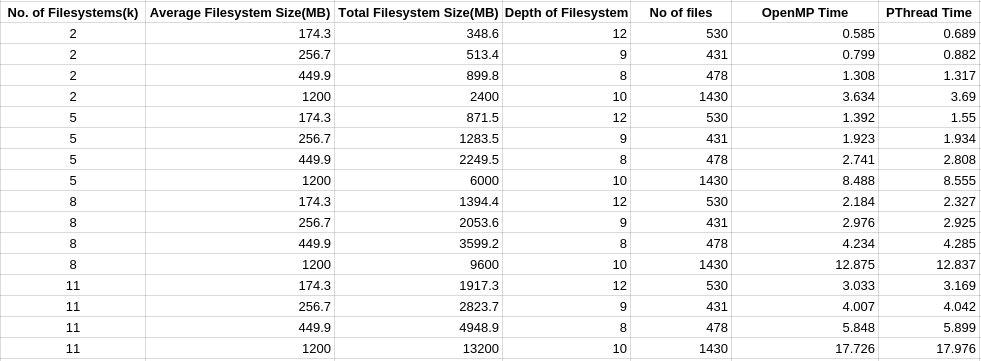 No. of Filesystems(k) Average Filesystem Size(MB) Total Filesystem Size(MB) Depth of Filesystem No of files OpenMP Time PThread Time
2 174.3 348.6 12 530 0.585 0.689
2 256.7 513.4 9 431 0.799 0.882
2 449.9 899.8 8 478 1.308 1.317
2 1200 2400 10 1430 3.634 3.69
5 174.3 871.5 12 530 1.392 1.55
5 256.7 1283.5 9 431 1.923 1.934
5 449.9 2249.5 8 478 2.741 2.808
5 1200 6000 10 1430 8.488 8.555
8 174.3 1394.4 12 530 2.184 2.327
8 256.7 2053.6 9 431 2.976 2.925
8 449.9 3599.2 8 478 4.234 4.285
8 1200 9600 10 1430 12.875 12.837
11 174.3 1917.3 12 530 3.033 3.169
11 256.7 2823.7 9 431 4.007 4.042
11 449.9 4948.9 8 478 5.848 5.899
11 1200 13200 10 1430 17.726 17.976